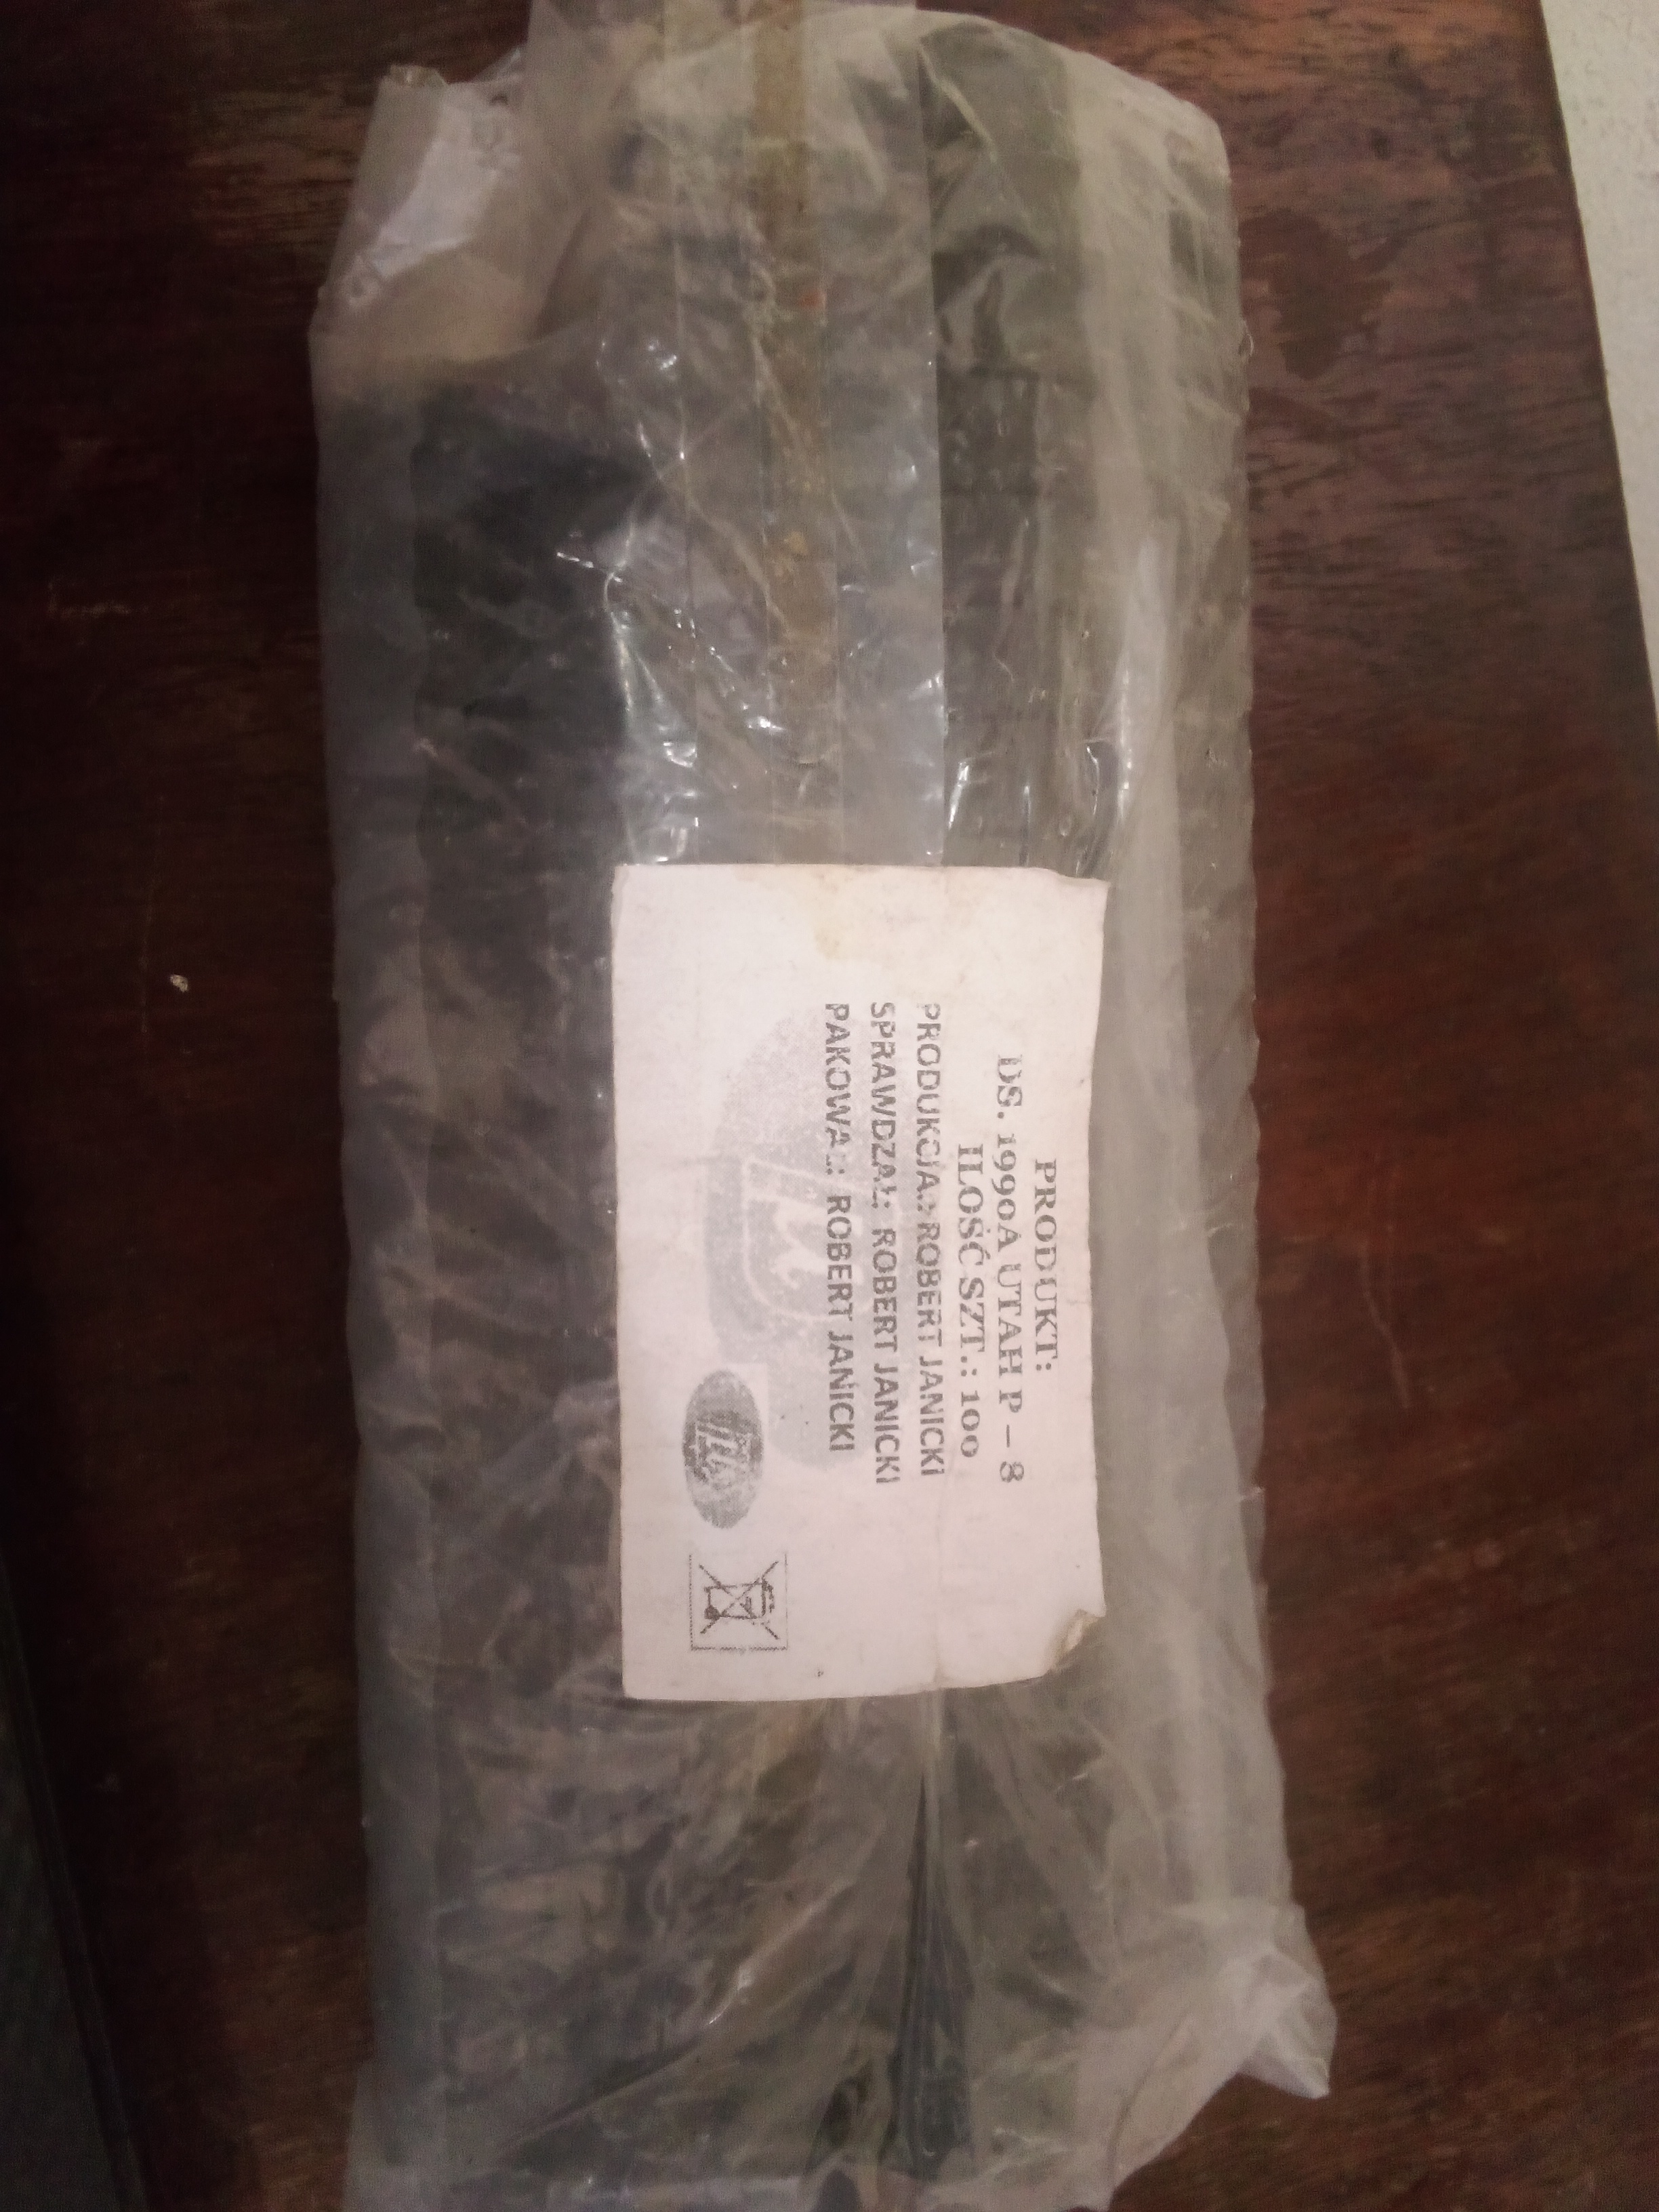 PRODUKT:
DS. 1990A UTAH P – 8
ILOŚĆ SZT.: 100
PRODUKCJA.: ROBERT JANICKI
SPRAWDZAŁ: ROBERT JANICKI
PAKOWAŁ: ROBERT JANICKI